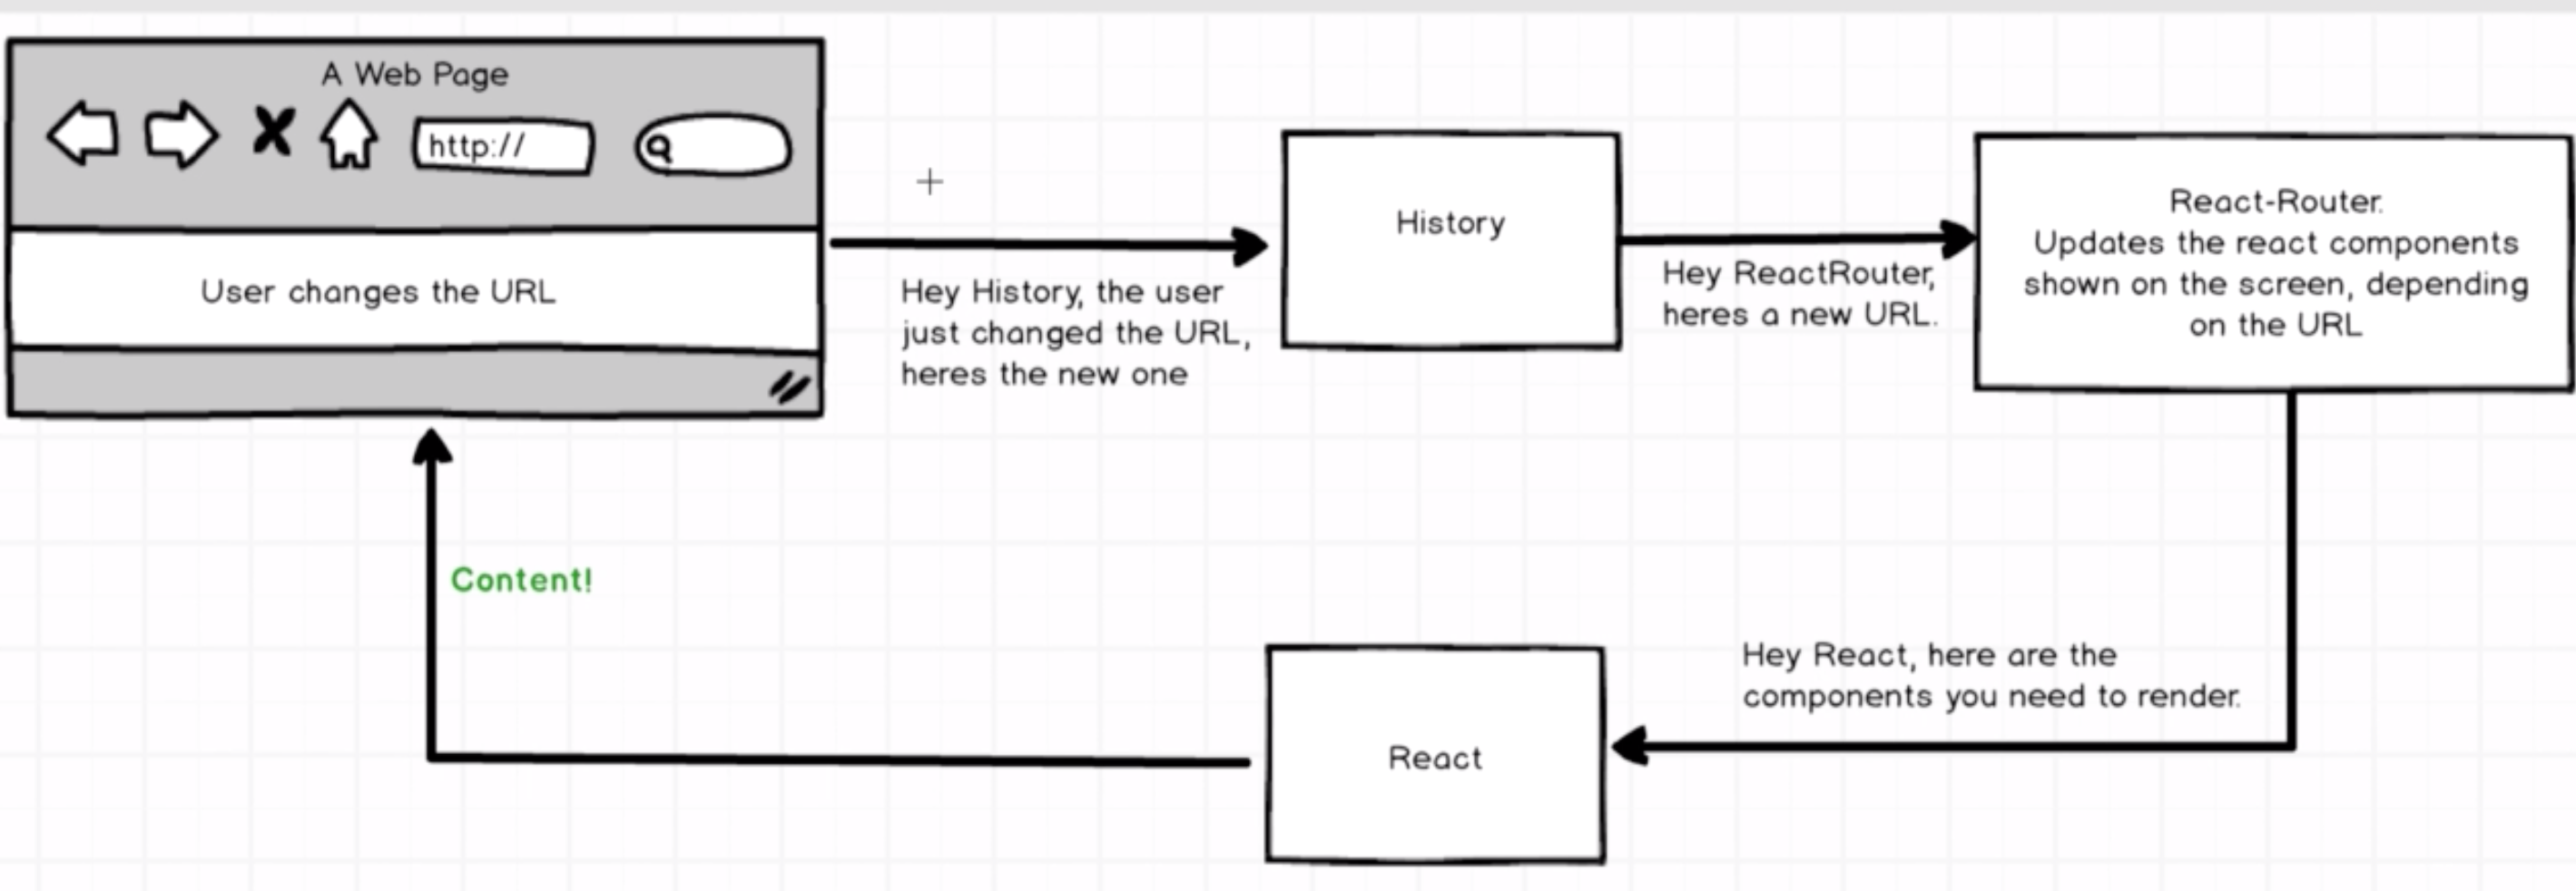 A Web Page
http://
User changes the URL
Hey History, the user
just changed the URL,
heres the new one
History
Hey ReactRouter,
heres a new URL.
React-Router.
Updates the react components
shown on the screen, depending
on the URL
Content!
React
Hey React, here are the
components you need to render.